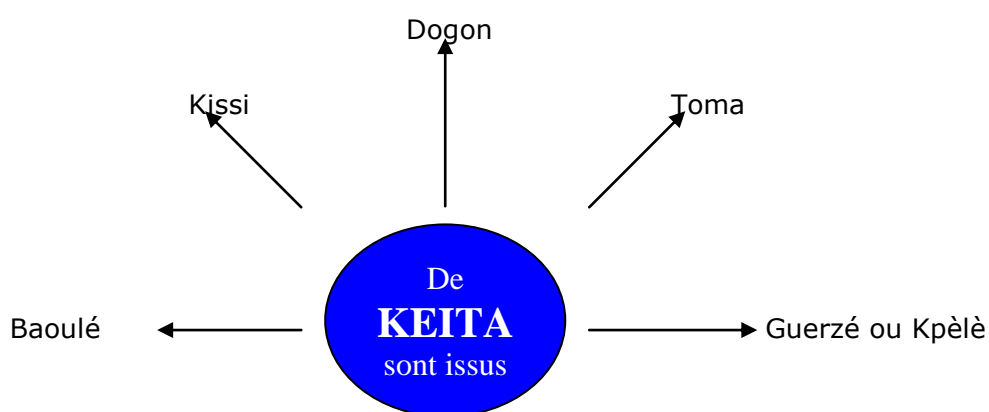 Dogon
Kissi
Toma
De
KEITA
sont issus
Baoulé
Guerzé ou Kpèlè